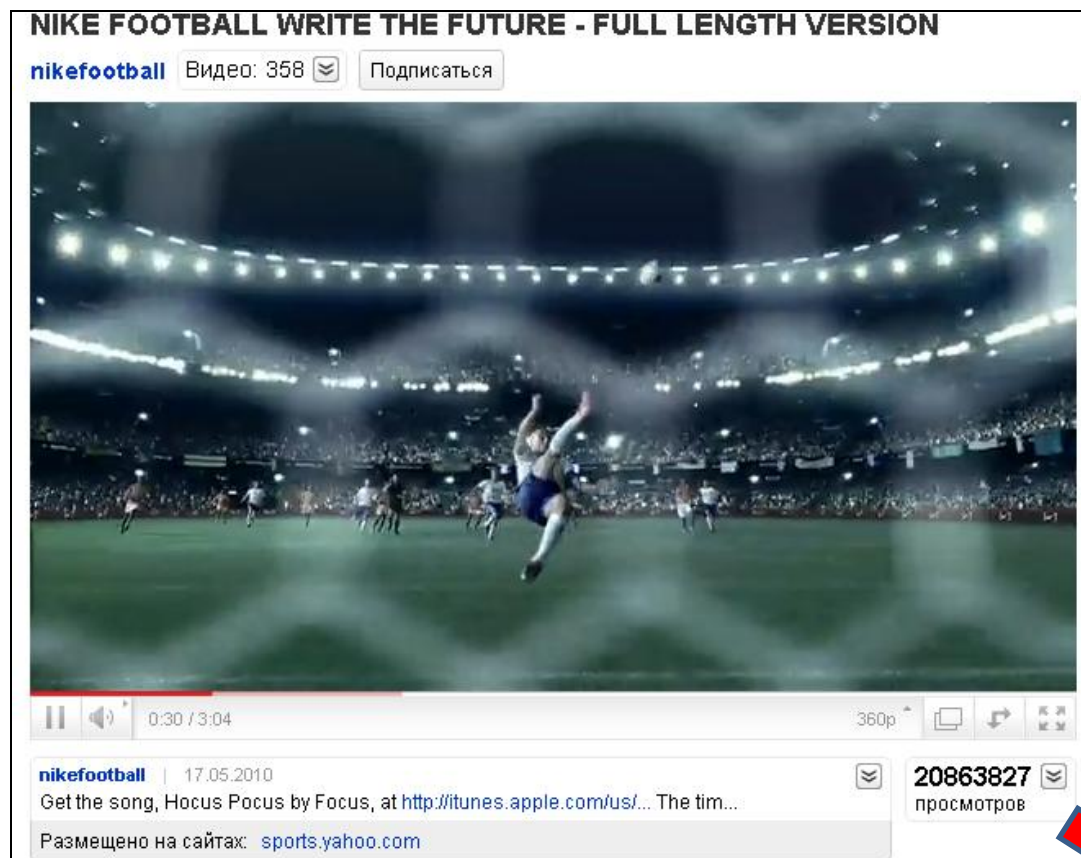 NIKE FOOTBALL WRITE THE FUTURE - FULL LENGTH VERSION
nikefootball Видео: 358 Подписаться
0:30 / 3:04 360p
nikefootball | 17.05.2010
Get the song, Hocus Pocus by Focus, at http://itunes.apple.com/us/... The tim...
20863827
просмотров
Размещено на сайтах: sports.yahoo.com